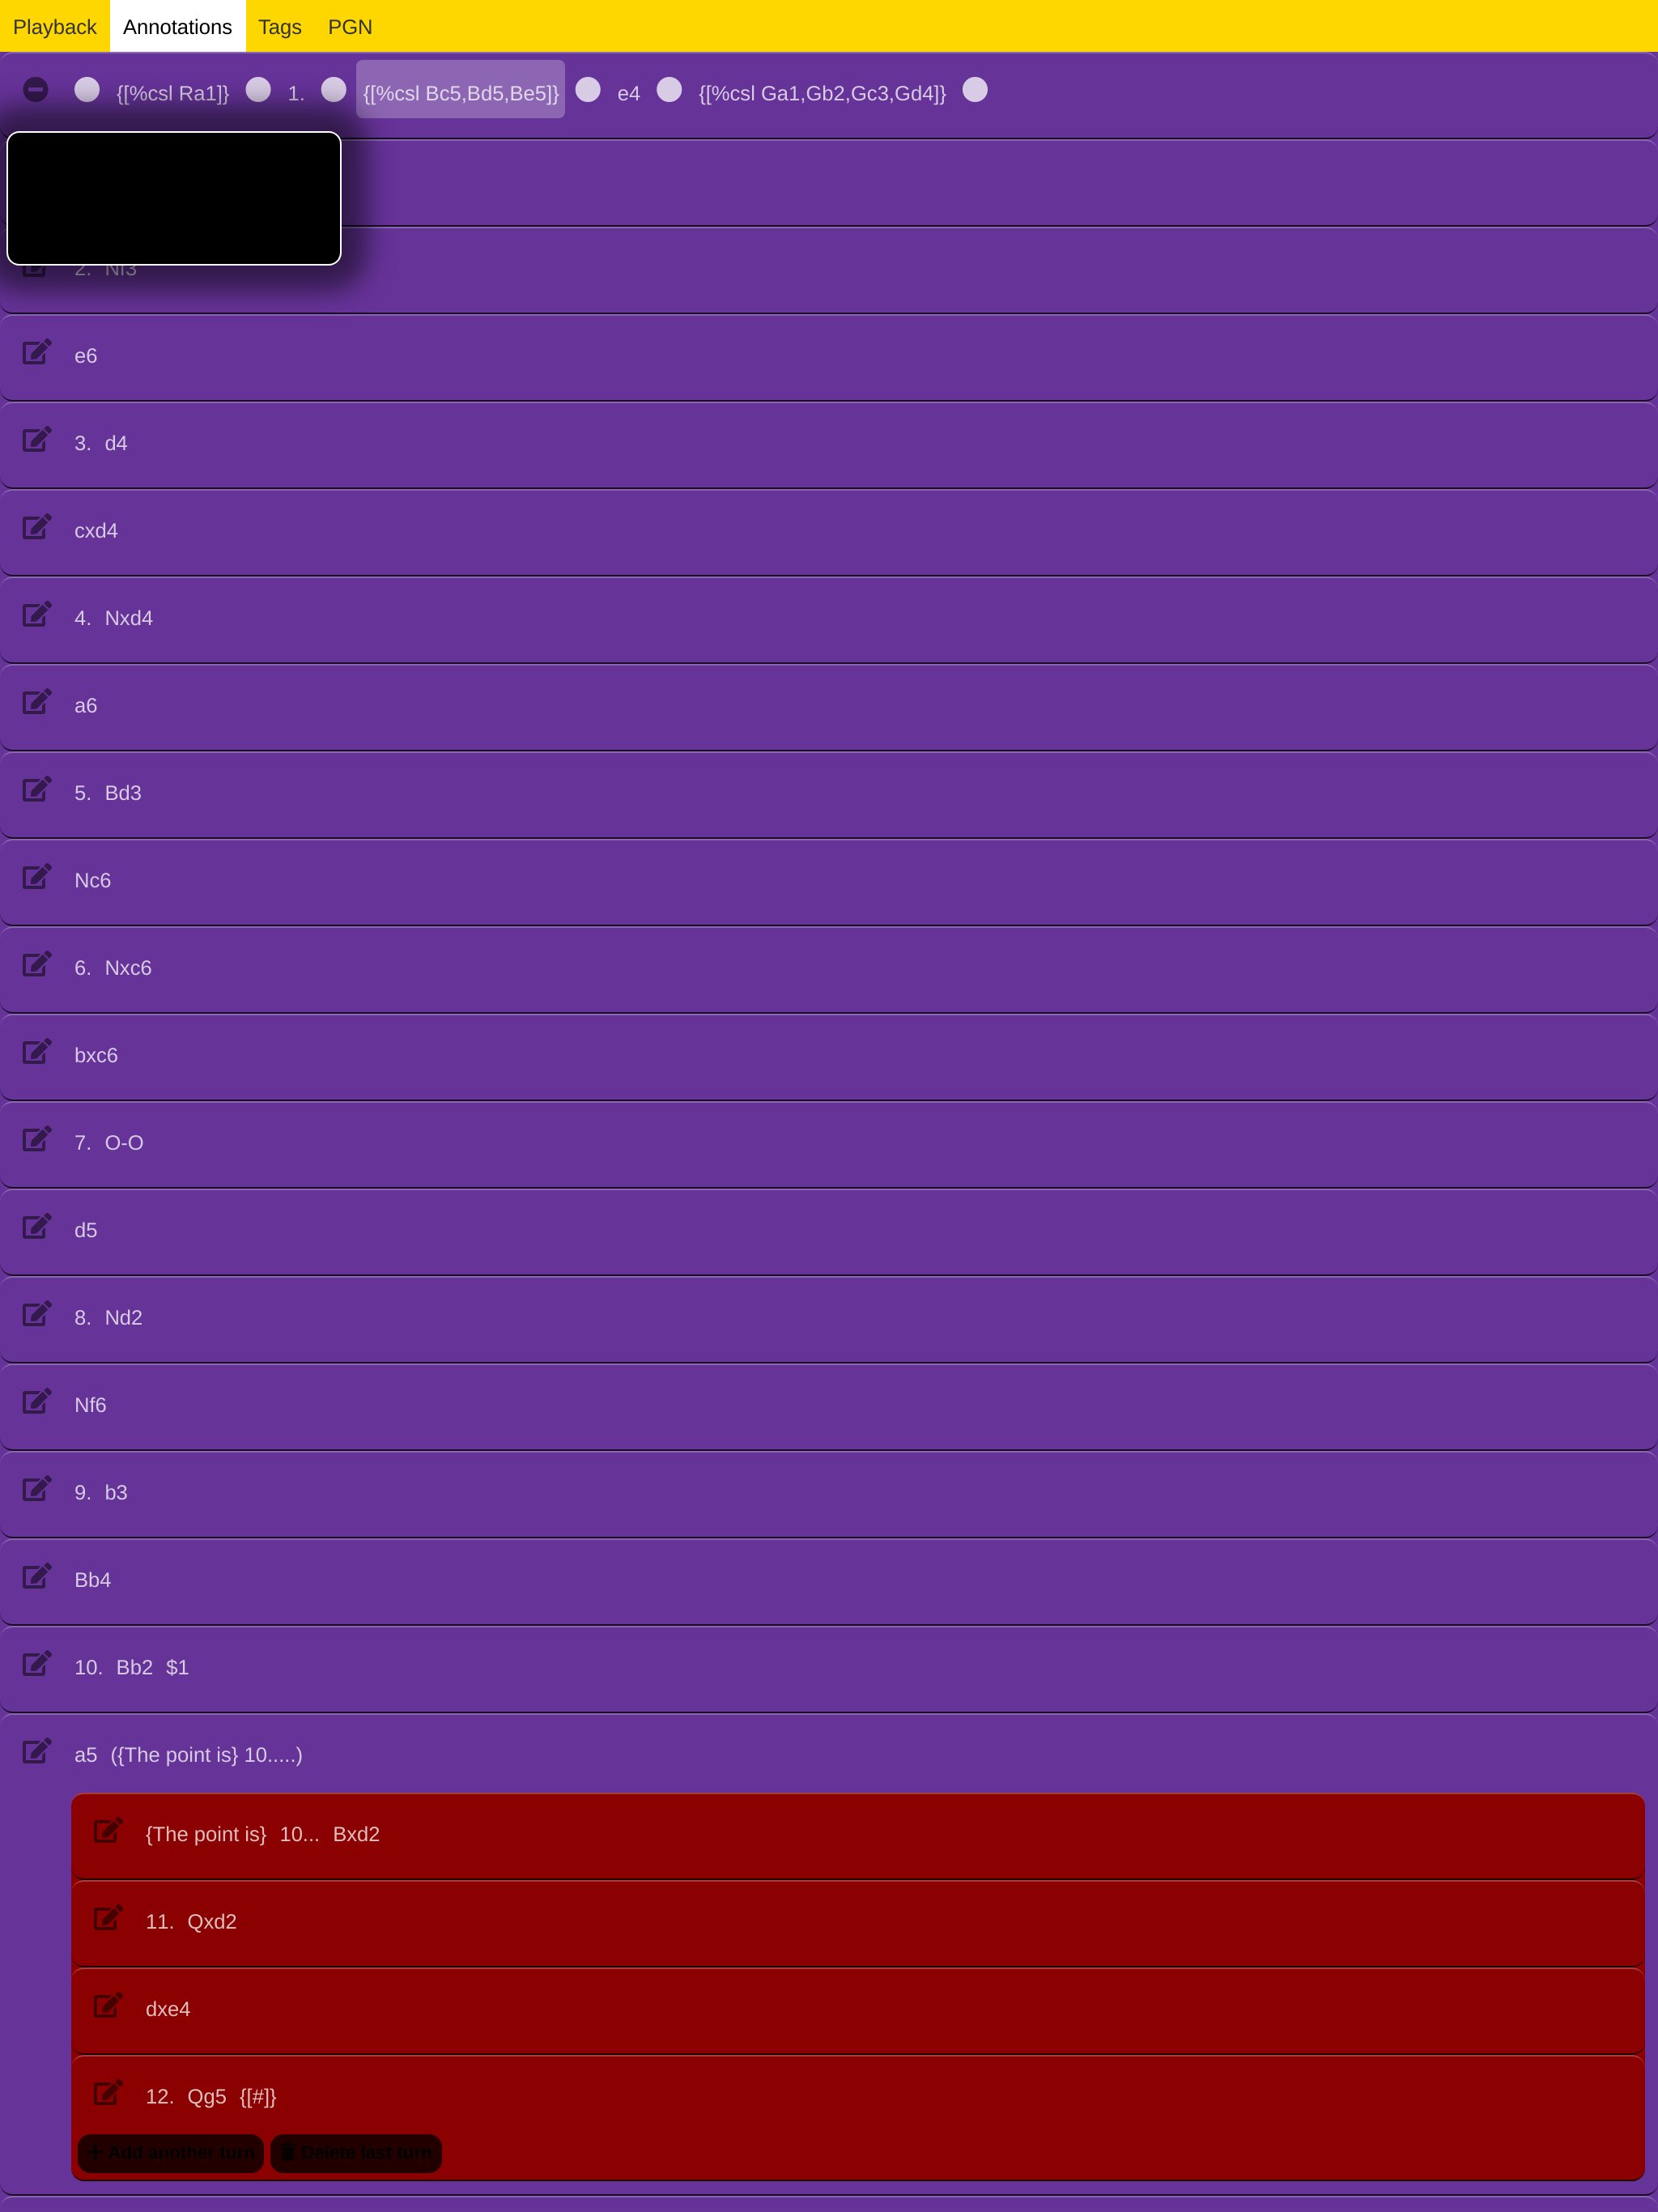 Playback Annotations Tags PGN
{[%csl Ra1]} 1. {[%csl Bc5,Bd5,Be5]} e4 {[%csl Ga1,Gb2,Gc3,Gd4]}
2. Nf3
e6
3. d4
cxd4
4. Nxd4
a6
5. Bd3
Nc6
6. Nxc6
bxc6
7. O-O
d5
8. Nd2
Nf6
9. b3
Bb4
10. Bb2 $1
a5 ({The point is} 10.....)
{The point is} 10... Bxd2
11. Qxd2
dxe4
12. Qg5 {[#]}
Add another turn Delete last turn